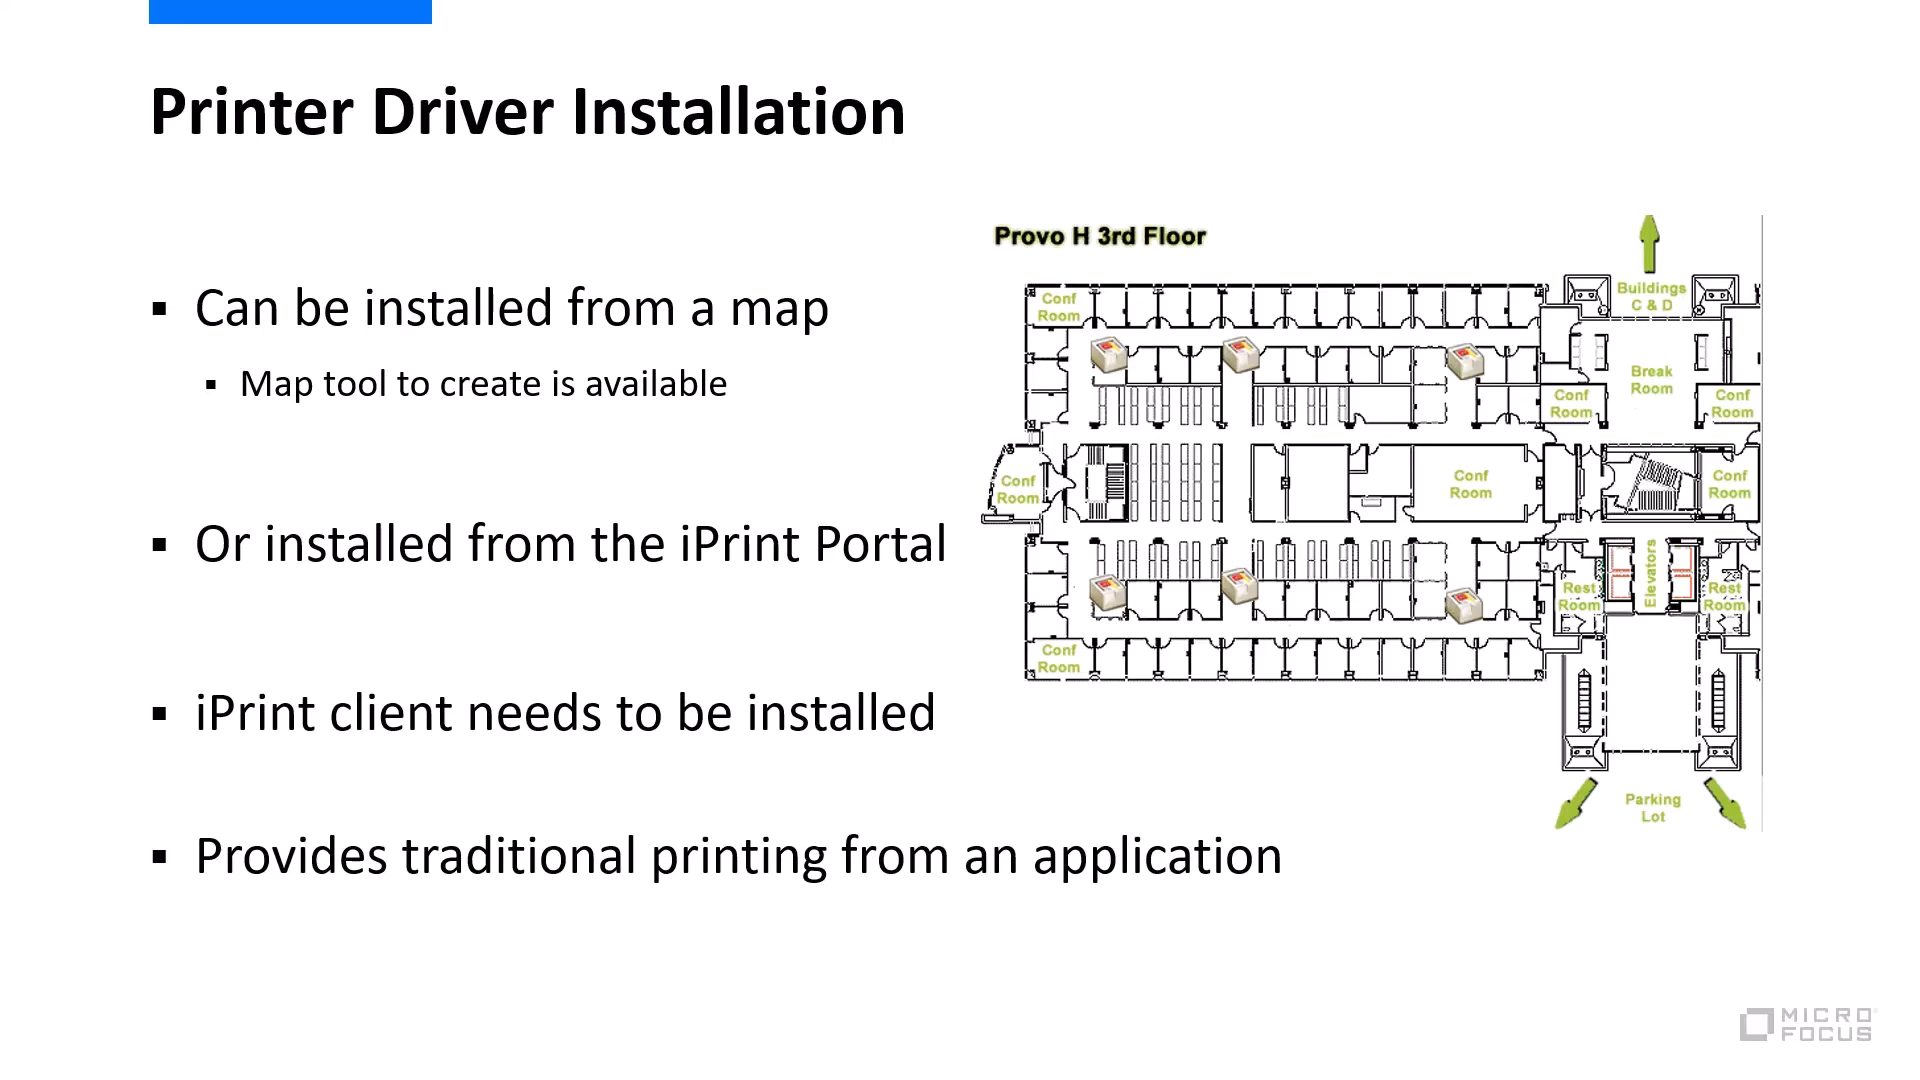 Printer Driver Installation
▪ Can be installed from a map
▪ Map tool to create is available
▪ Or installed from the iPrint Portal
▪ iPrint client needs to be installed
▪ Provides traditional printing from an application
Provo H 3rd Floor
Buildings
C & D
Conf
Room
Break
Room
Conf
Room
Conf
Room
Conf
Room
Conf
Room
Conf
Room
Rest
Room
Elevators
Rest
Room
Conf
Room
Parking
Lot
MICRO
FOCUS